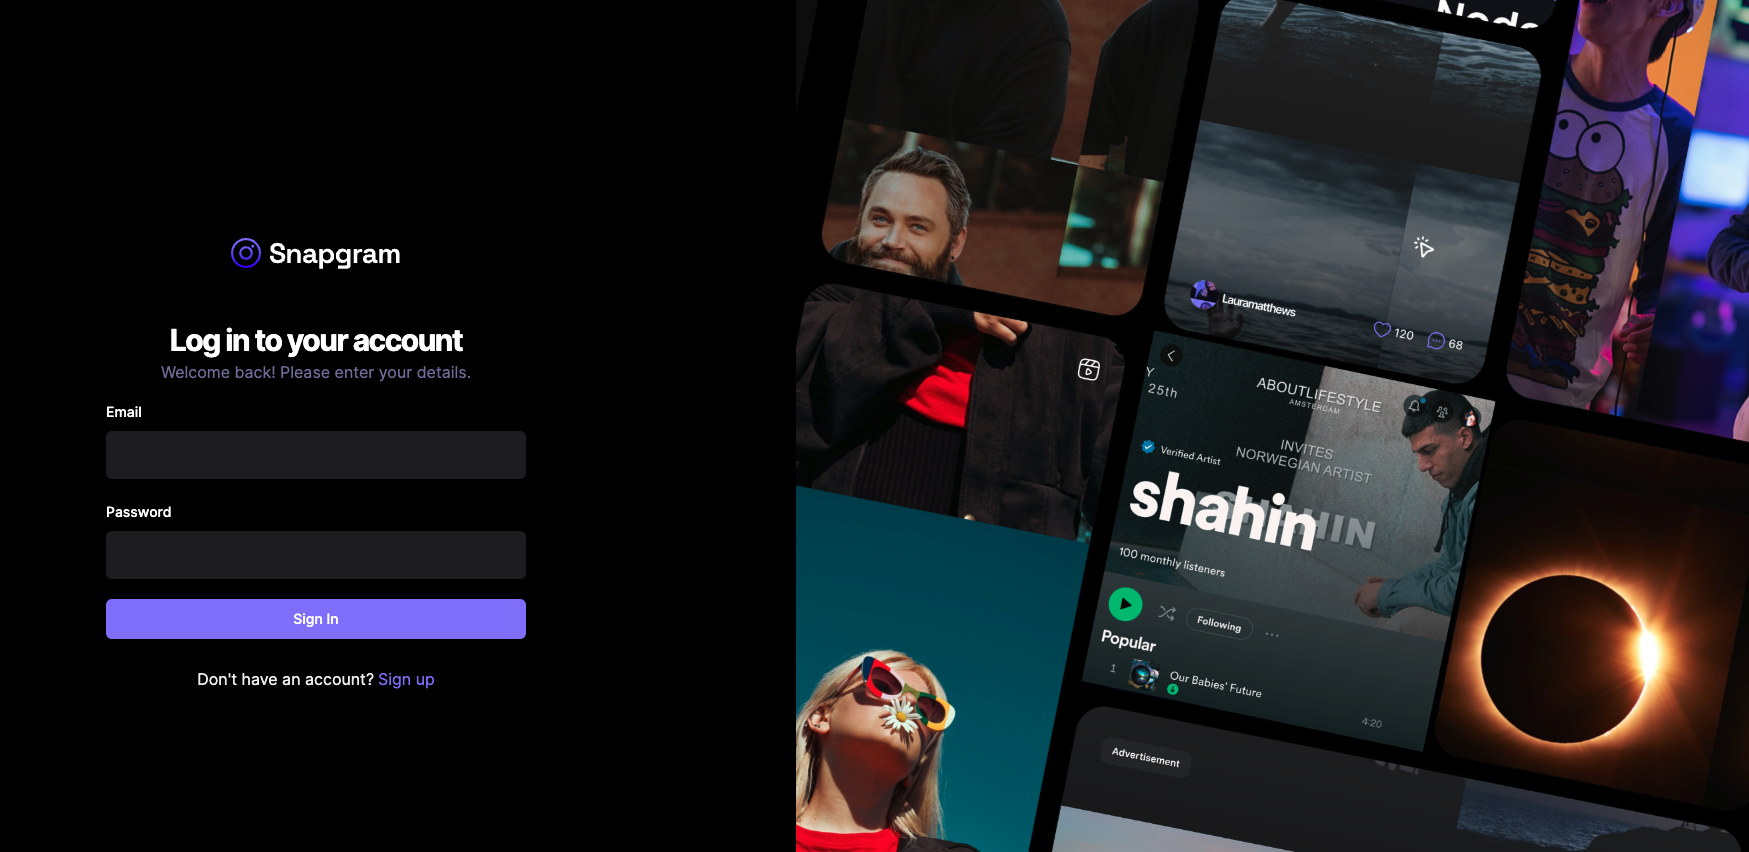 Snapgram
Log in to your account
Welcome back! Please enter your details.
Email
Password
Sign In
Don't have an account? Sign up
Lauramatthews
120
68
Y
25th
ABOUTLIFESTYLE
AMSTERDAM
INVITES
NORWEGIAN ARTIST
SHAHIN
Verified Artist
shahin
100 monthly listeners
Following
Popular
1
Our Babies' Future
4:20
Advertisement